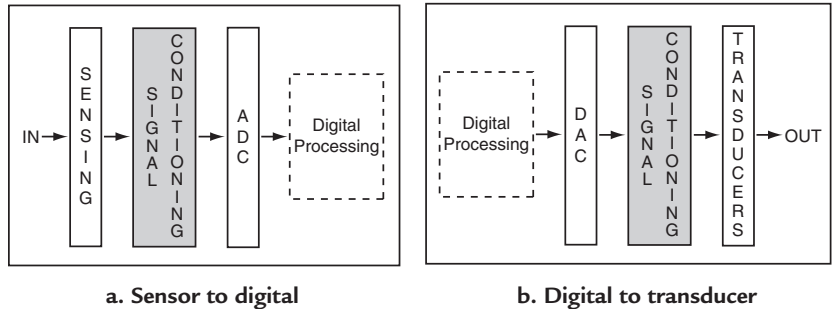 IN
SENSING
SIGNAL
CONDITIONING
ADC
Digital
Processing
a. Sensor to digital
Digital
Processing
DAC
SIGNAL
CONDITIONING
TRANSDUCERS
OUT
b. Digital to transducer